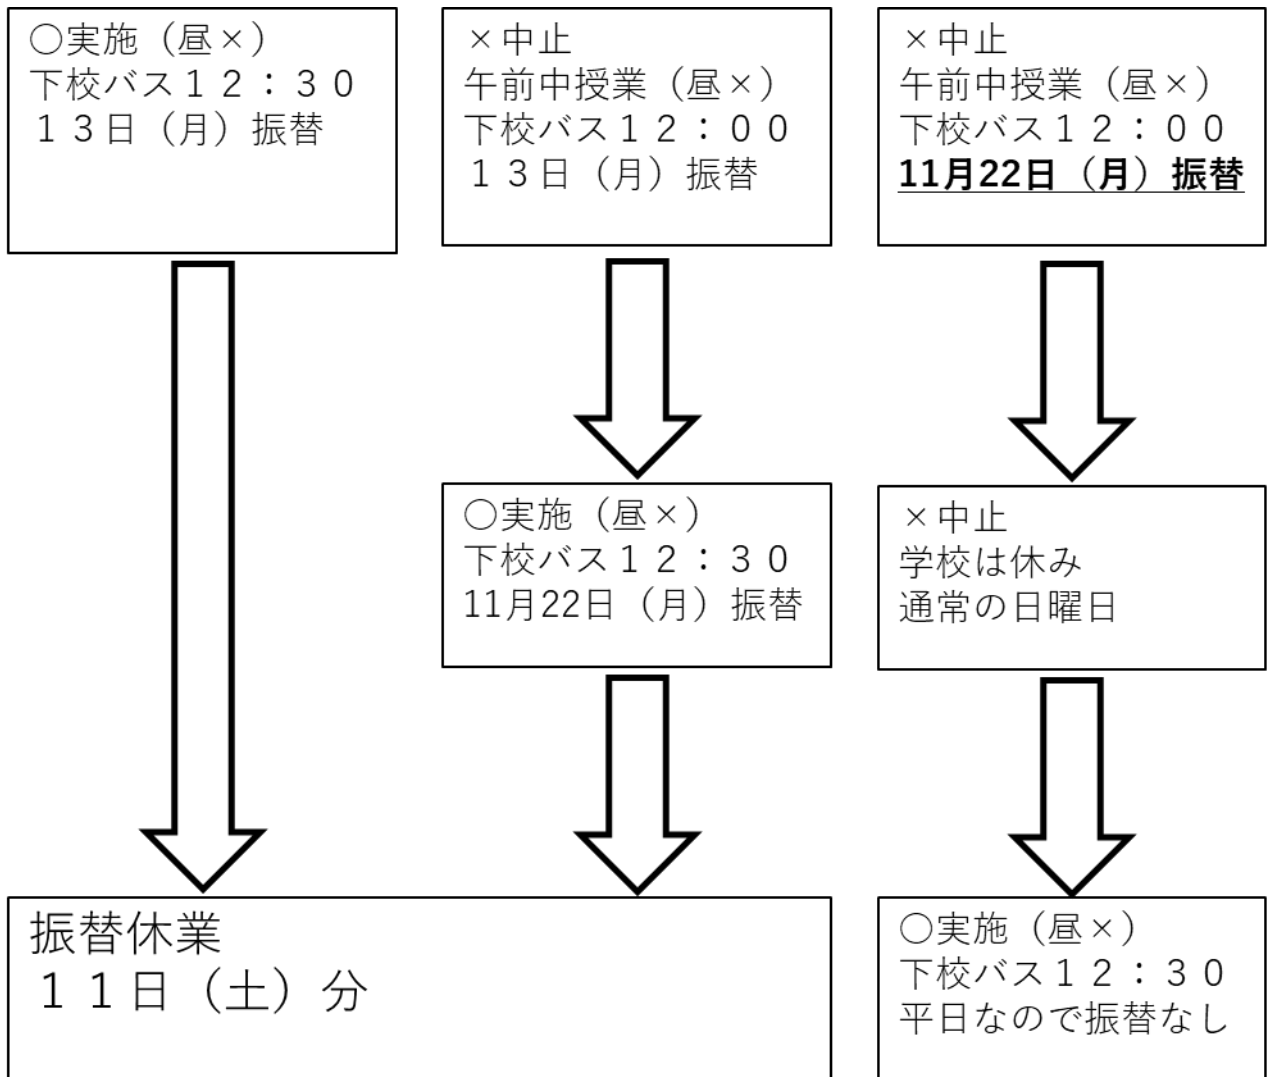 ○実施（昼×）
下校バス１２：３０
１３日（月）振替
×中止
午前中授業（昼×）
下校バス１２：００
１３日（月）振替
×中止
午前中授業（昼×）
下校バス１２：００
11月22日（月）振替
○実施（昼×）
下校バス１２：３０
11月22日（月）振替
×中止
学校は休み
通常の日曜日
振替休業
１１日（土）分
○実施（昼×）
下校バス１２：３０
平日なので振替なし